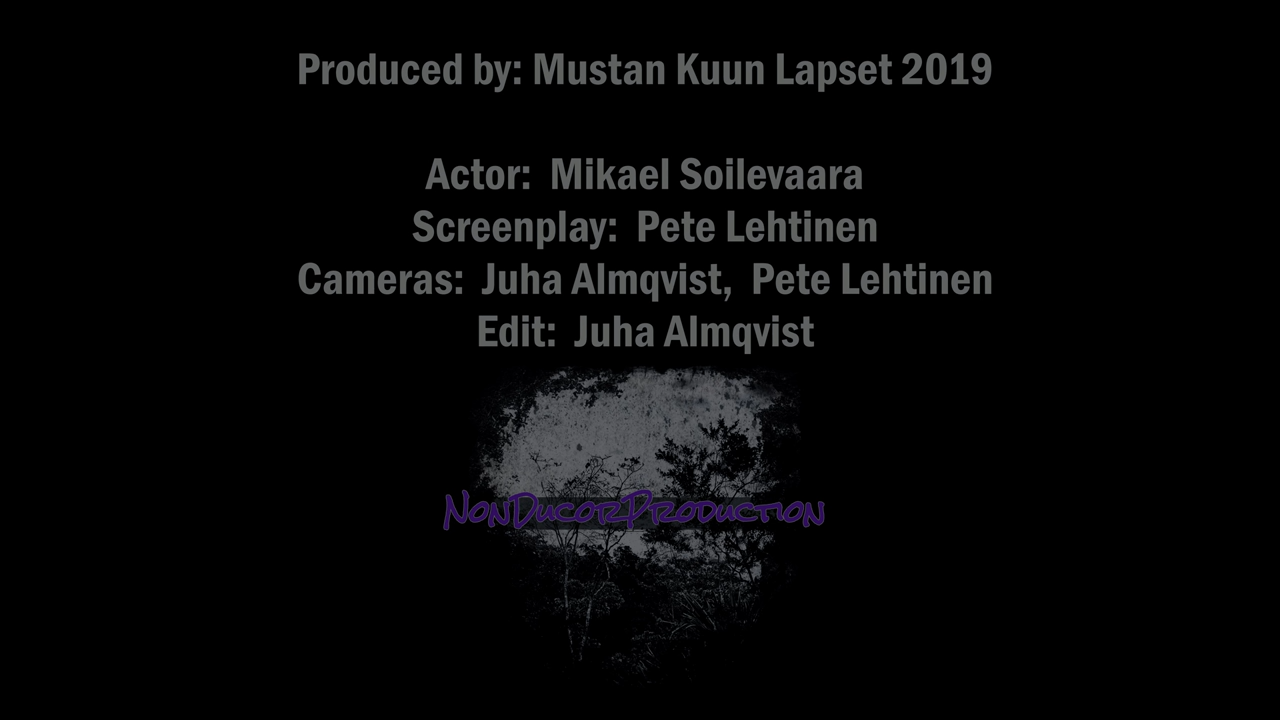 Produced by: Mustan Kuun Lapset 2019
Actor: Mikael Soilevaara
Screenplay: Pete Lehtinen
Cameras: Juha Almqvist, Pete Lehtinen
Edit: Juha Almqvist
NonDucorProduction